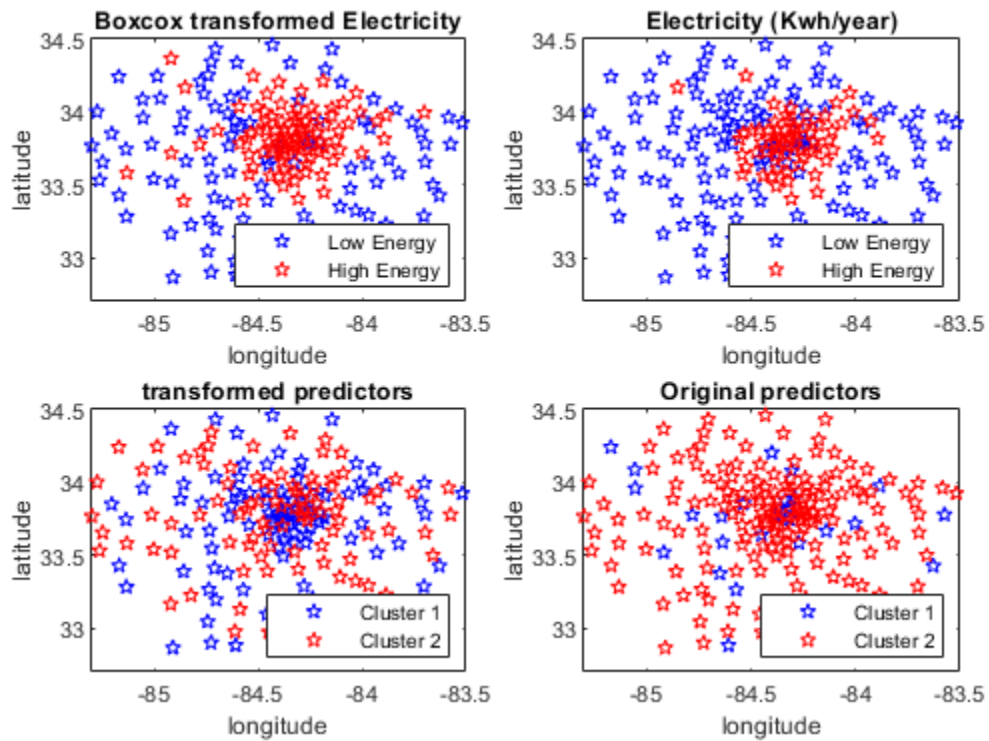 Boxcox transformed Electricity
34.5
34
33.5
33
latitude
Low Energy
High Energy
-85
-84.5
-84
-83.5
longitude
Electricity (Kwh/year)
34.5
34
33.5
33
latitude
Low Energy
High Energy
-85
-84.5
-84
-83.5
longitude
transformed predictors
34.5
34
33.5
33
latitude
Cluster 1
Cluster 2
-85
-84.5
-84
-83.5
longitude
Original predictors
34.5
34
33.5
33
latitude
Cluster 1
Cluster 2
-85
-84.5
-84
-83.5
longitude